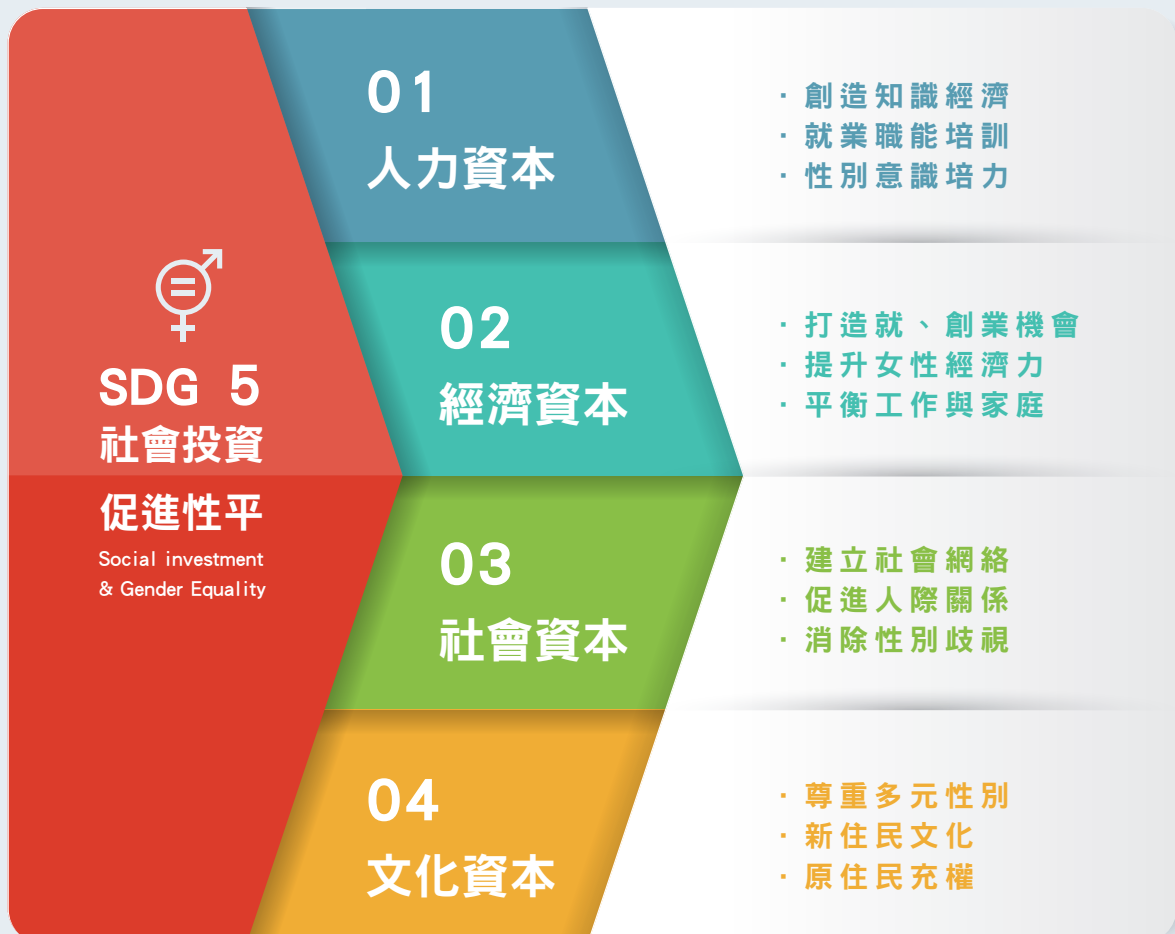 SDG 5
社會投資
促進性平
Social investment
& Gender Equality
01
人力資本
· 創造知識經濟
· 就業職能培訓
· 性別意識培力
02
經濟資本
· 打造就、創業機會
· 提升女性經濟力
· 平衡工作與家庭
03
社會資本
· 建立社會網絡
· 促進人際關係
· 消除性別歧視
04
文化資本
· 尊重多元性別
· 新住民文化
· 原住民充權